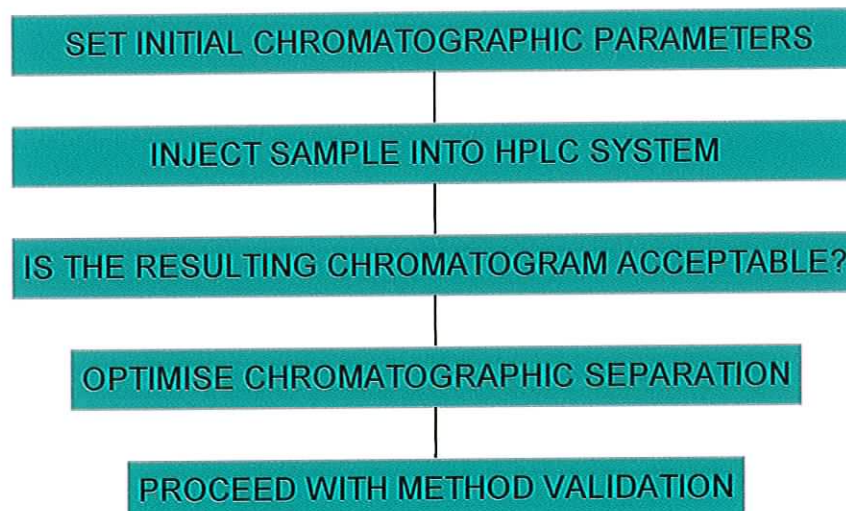 SET INITIAL CHROMATOGRAPHIC PARAMETERS
INJECT SAMPLE INTO HPLC SYSTEM
IS THE RESULTING CHROMATOGRAM ACCEPTABLE?
OPTIMISE CHROMATOGRAPHIC SEPARATION
PROCEED WITH METHOD VALIDATION